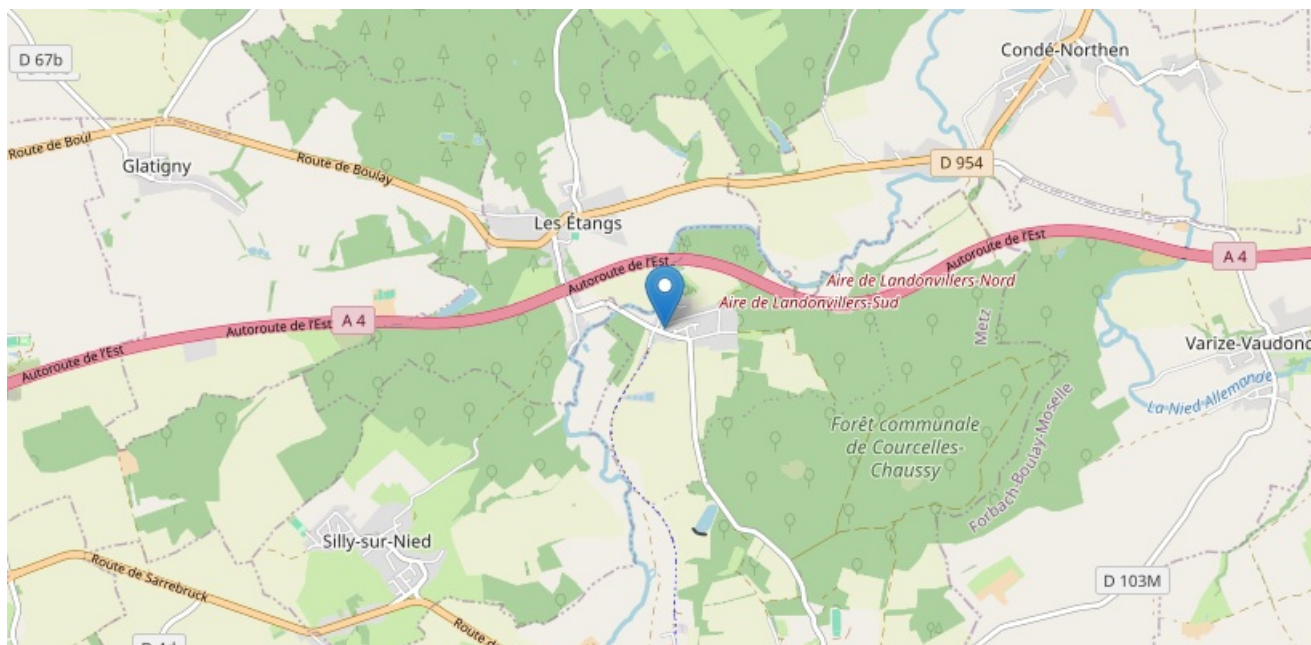 D 67b
Condé-Northen
Route de Boul
Glatigny
Route de Boulay
D 954
Les Étangs
Autoroute de l'Est
Autoroute de l'Est
A 4
Aire de Landonvillers-Nord
Aire de Landonvillers-Sud
Autoroute de l'Est
A 4
Autoroute de l'Est
Metz
Varize-Vaudonc
La Nied Allemande
Forêt communale
de Courcelles-
Chaussy
Forbach-Boulay-Moselle
Silly-sur-Nied
Route de Sarrebruck
D 103M
Route d